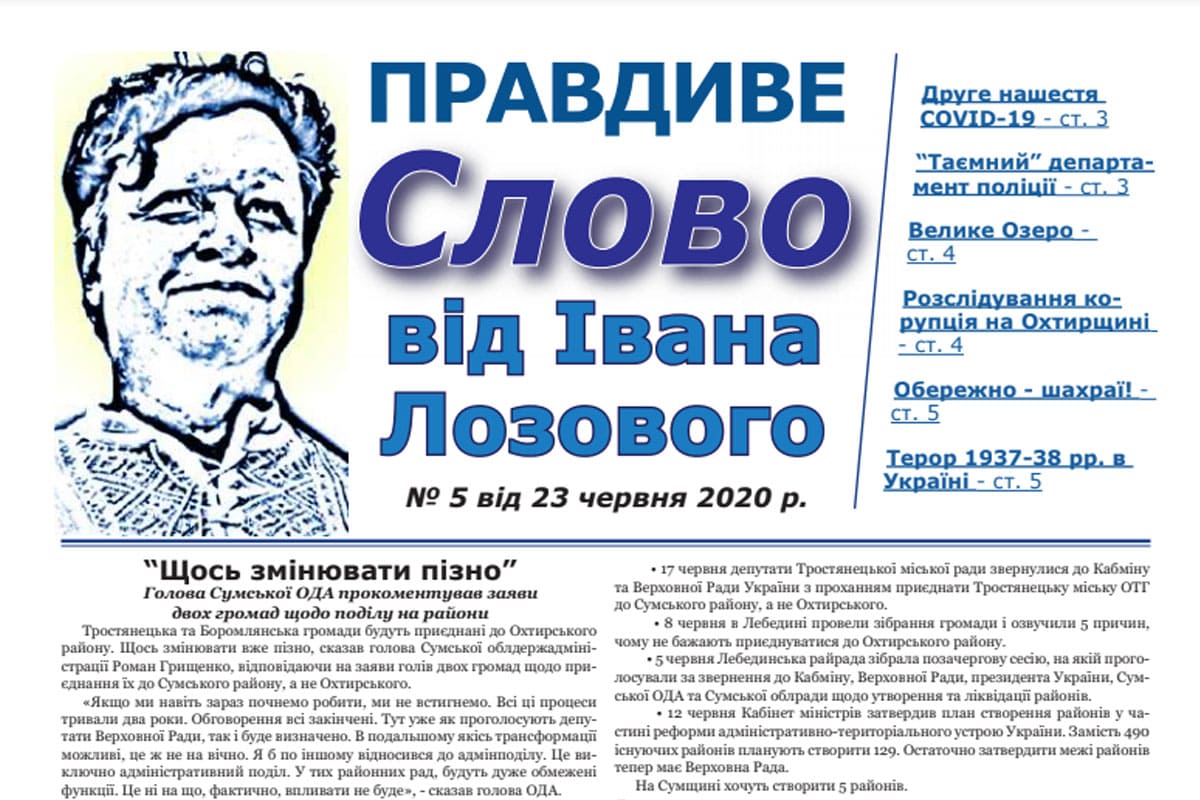 ПРАВДИВЕ
Слово
від Івана
Лозового
№ 5 від 23 червня 2020 р.
Друге нашестя
COVID-19 - ст. 3
“Таємний” департа-
мент поліції - ст. 3
Велике Озеро -
ст. 4
Розслідування ко-
рупція на Охтирщині
- ст. 4
Обережно - шахраї! -
ст. 5
Терор 1937-38 рр. в
Україні - ст. 5
“Щось змінювати пізно”
Голова Сумської ОДА прокоментував заяви
двох громад щодо поділу на райони
Тростянецька та Боромлянська громади будуть приєднані до Охтирського
району. Щось змінювати вже пізно, сказав голова Сумської облдержадміні-
страції Роман Грищенко, відповідаючи на заяви голів двох громад щодо при-
єднання їх до Сумського району, а не Охтирського.
«Якщо ми навіть зараз почнемо робити, ми не встигнемо. Всі ці процеси
тривали два роки. Обговорення всі закінчені. Тут уже як проголосують депу-
тати Верховної Ради, так і буде визначено. В подальшому якісь трансформації
можливі, це ж не на вічно. Я б по іншому відносився до адмінподілу. Це ви-
ключно адміністративний поділ. У тих районних рад, будуть дуже обмежені
функції. Це ні на що, фактично, впливати не буде», - сказав голова ОДА.
• 17 червня депутати Тростянецької міської ради звернулися до Кабміну
та Верховної Ради України з проханням приєднати Тростянецьку міську ОТГ
до Сумського району, а не Охтирського.
• 8 червня в Лебедині провели зібрання громади і озвучили 5 причин,
чому не бажають приєднуватися до Охтирського району.
• 5 червня Лебединська райрада зібрала позачергову сесію, на якій прого-
лосували за звернення до Кабміну, Верховної Ради, президента України, Сум-
ської ОДА та Сумської облради щодо утворення та ліквідації районів.
• 12 червня Кабінет міністрів затвердив план створення районів у ча-
стині реформи адміністративно-територіального устрою України. Замість 490
існуючих районів планують створити 129. Остаточно затвердити межі районів
тепер має Верховна Рада.
На Сумщині хочуть створити 5 районів.